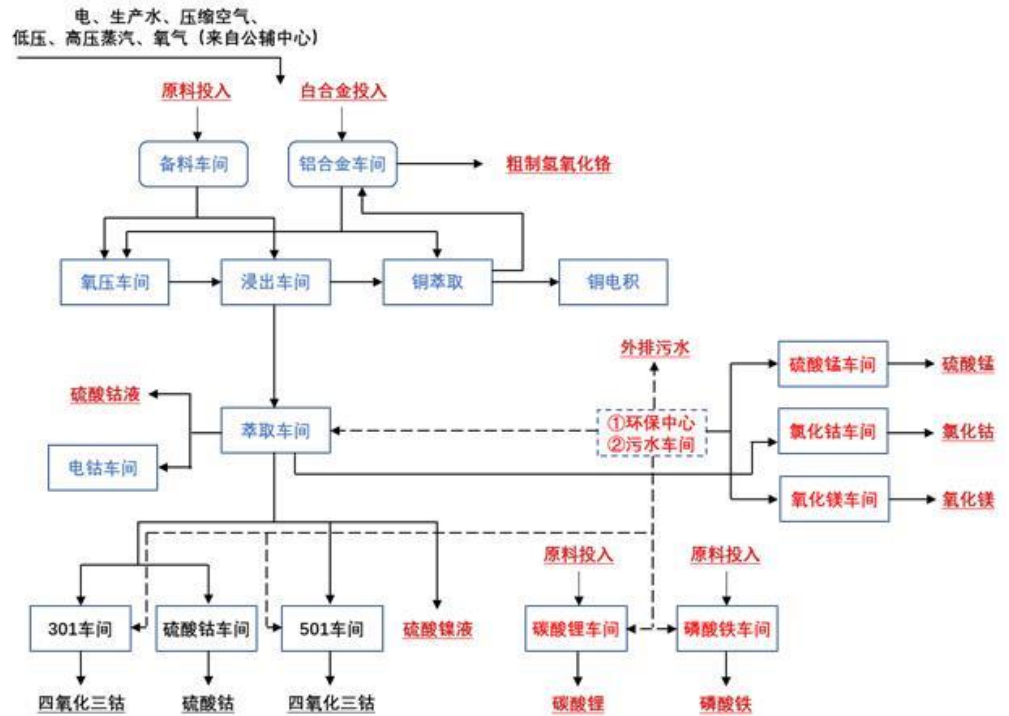 电、生产水、压缩空气、
低压、高压蒸汽、氧气（来自公辅中心）
原料投入
白合金投入
备料车间
铝合金车间
粗制氢氧化铬
氧压车间
浸出车间
铜萃取
铜电积
外排污水
硫酸锰车间
硫酸锰
硫酸钴液
萃取车间
①环保中心
②污水车间
氯化钴车间
氯化钴
电钴车间
氧化镁车间
氧化镁
原料投入
原料投入
301车间
硫酸钴车间
501车间
硫酸镍液
碳酸锂车间
磷酸铁车间
四氧化三钴
硫酸钴
四氧化三钴
碳酸锂
磷酸铁